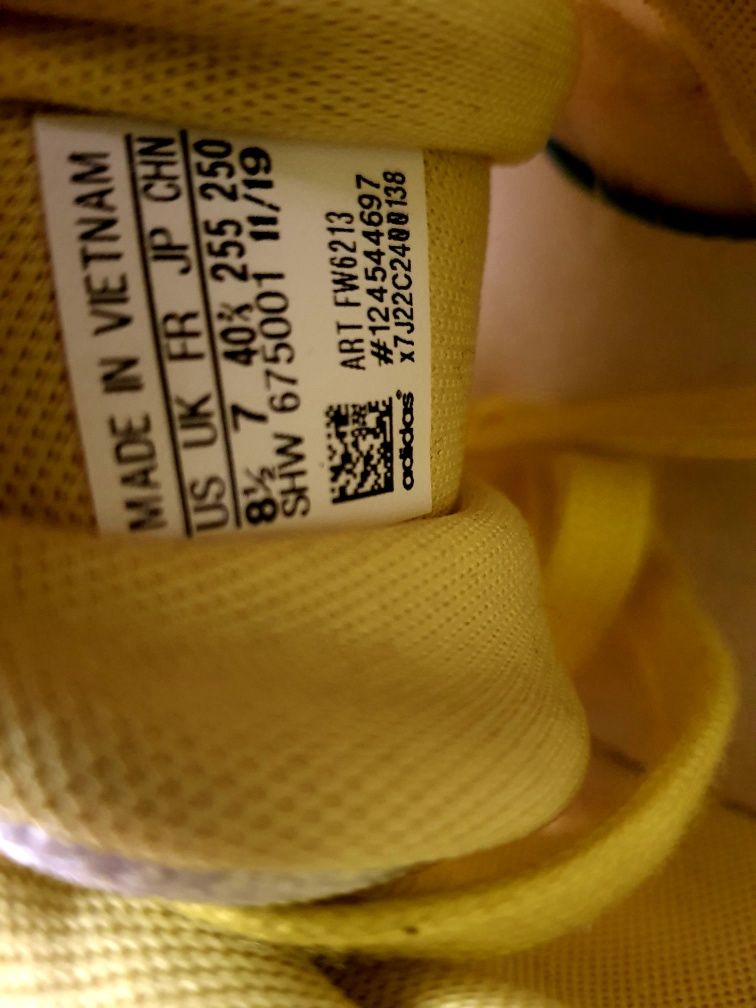 MADE IN VIETNAM
US UK FR JP CHN
8½ 7 40⅔ 255 250
SHW 675001 11/19
ART FW6213
#124544697
x7J22C2400138
adidas